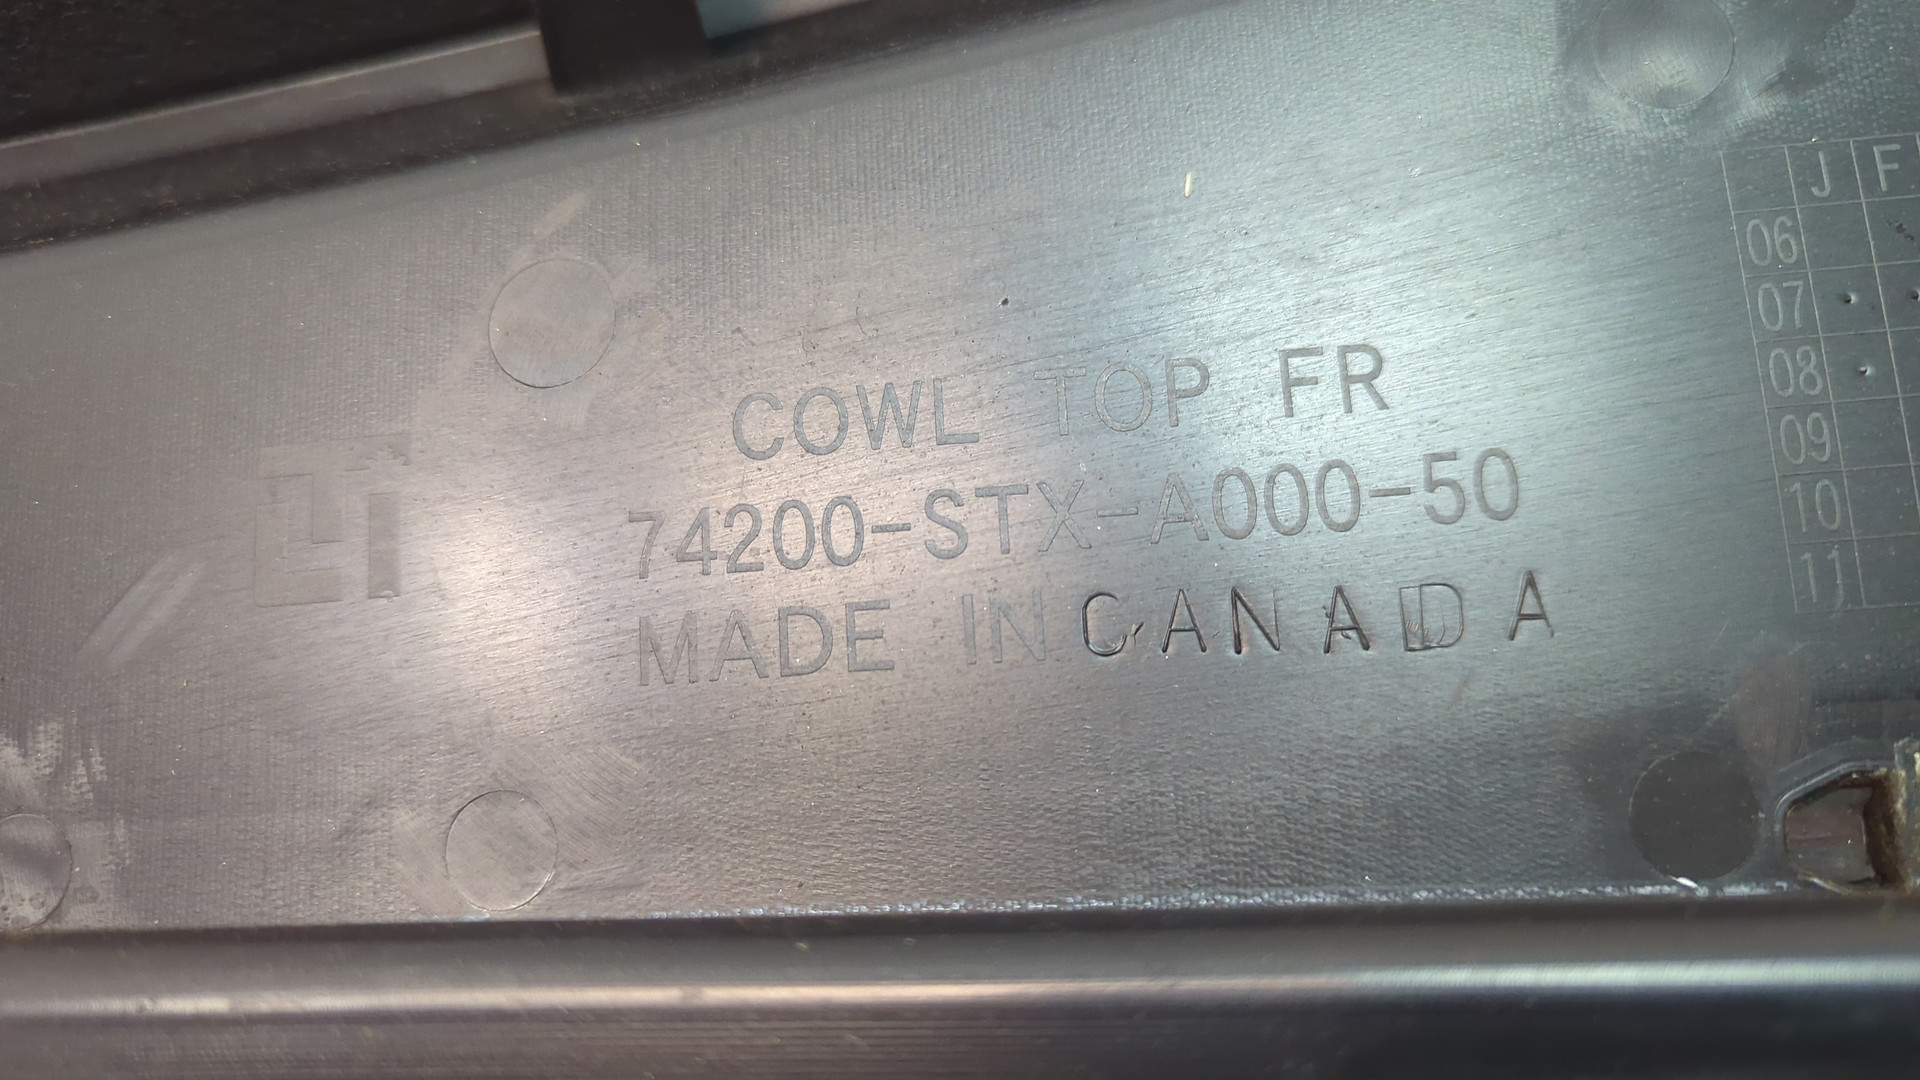 COWL TOP FR
74200-STX-A000-50
MADE IN CANADA
J F
06
07
08
09
10
11